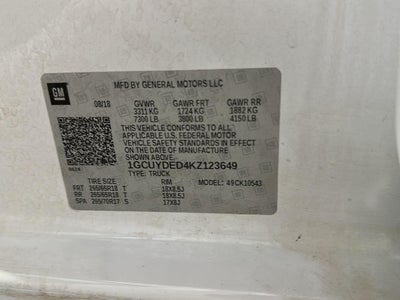 GM
MFD BY GENERAL MOTORS LLC
08/18 GVWR GAWR FRT GAWR RR
3311 KG 1724 KG 1882 KG
7300 LB 3800 LB 4150 LB
THIS VEHICLE CONFORMS TO ALL
APPLICABLE U.S. FEDERAL MOTOR
VEHICLE SAFETY STANDARDS IN EFFECT ON THE
DATE OF MANUFACTURE SHOWN ABOVE.
1GCUYDED4KZ123649
TYPE: TRUCK
TIRE SIZE RIM MODEL: 49CK10543
FRT 265/65R18 T 18X8.5J
RR 265/65R18 T 18X8.5J
SPA 265/70R17 S 17X8J